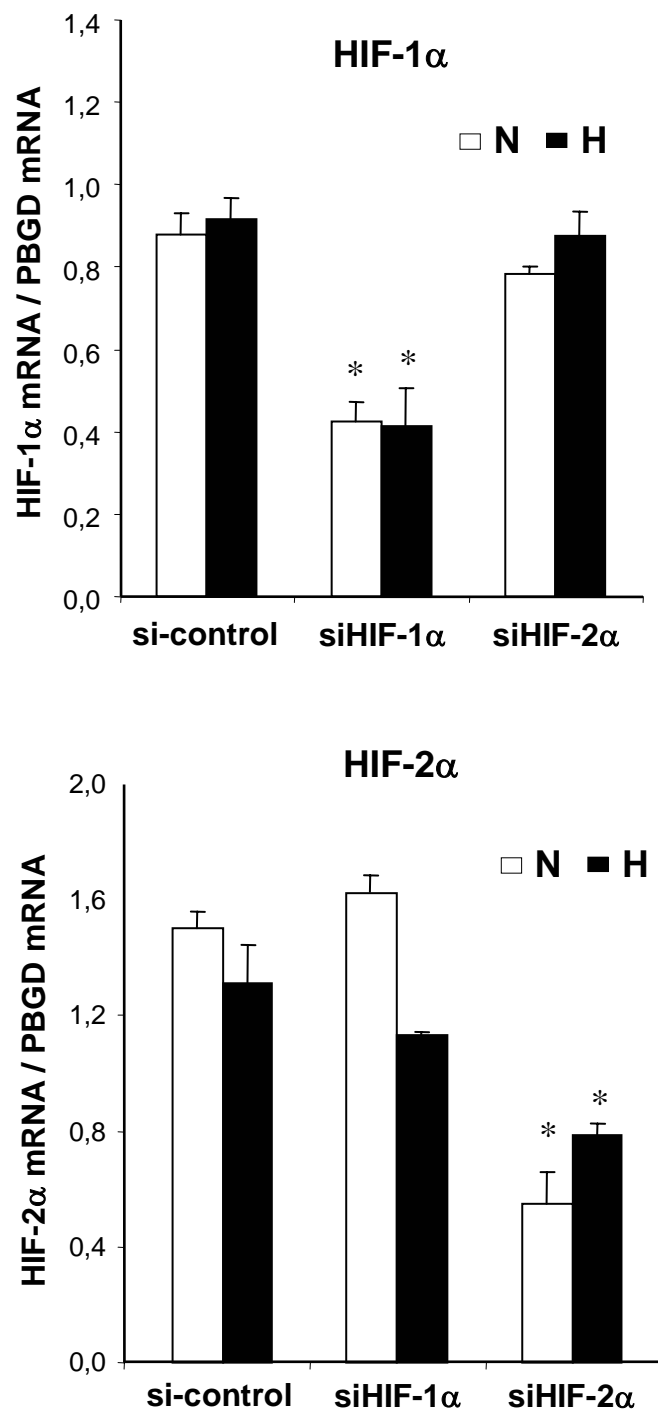 HIF-1α
N H
HIF-1α mRNA / PBGD mRNA
1,4
1,2
1,0
0,8
0,6
0,4
0,2
0,0
* *
si-control siHIF-1α siHIF-2α
HIF-2α
N H
HIF-2α mRNA / PBGD mRNA
2,0
1,6
1,2
0,8
0,4
0,0
* *
si-control siHIF-1α siHIF-2α